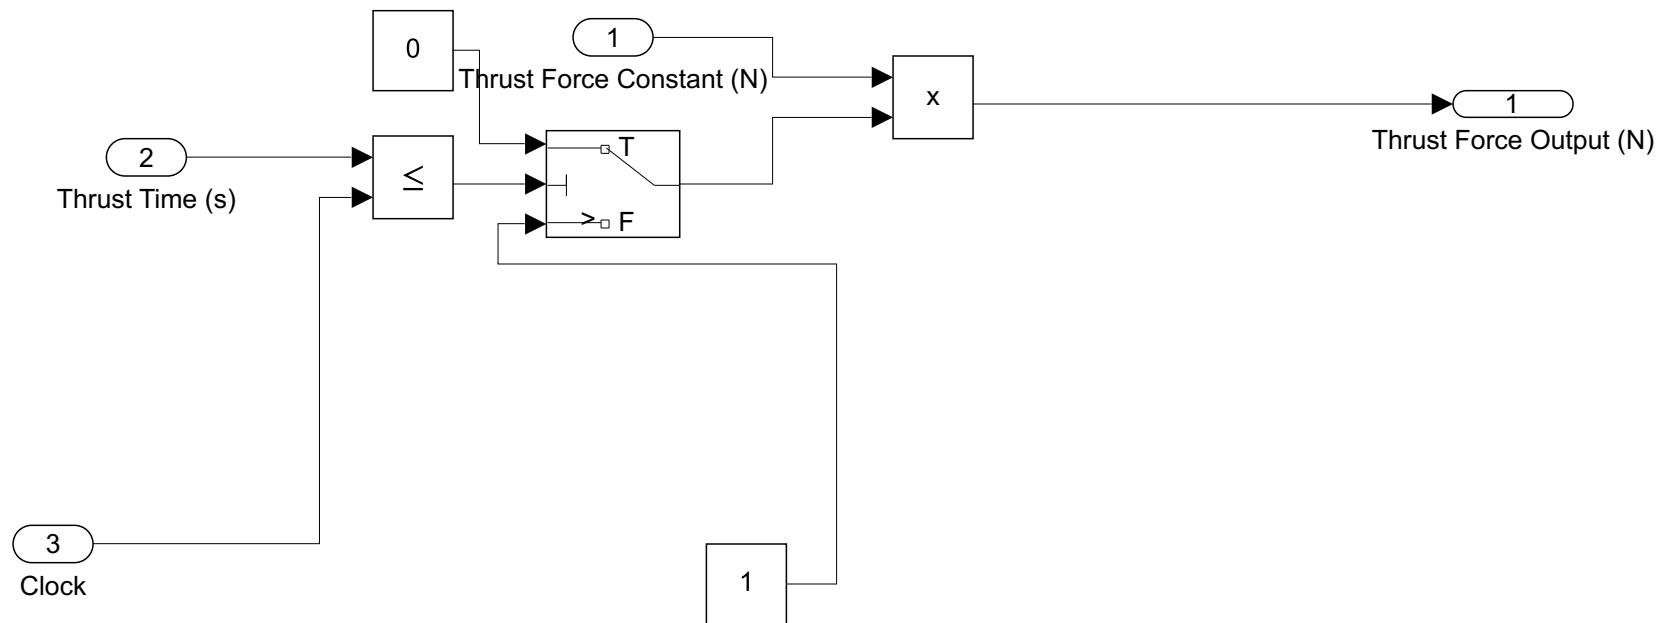 0
1
Thrust Force Constant (N)
x
1
Thrust Force Output (N)
2
Thrust Time (s)
≤
T
>
F
3
Clock
1